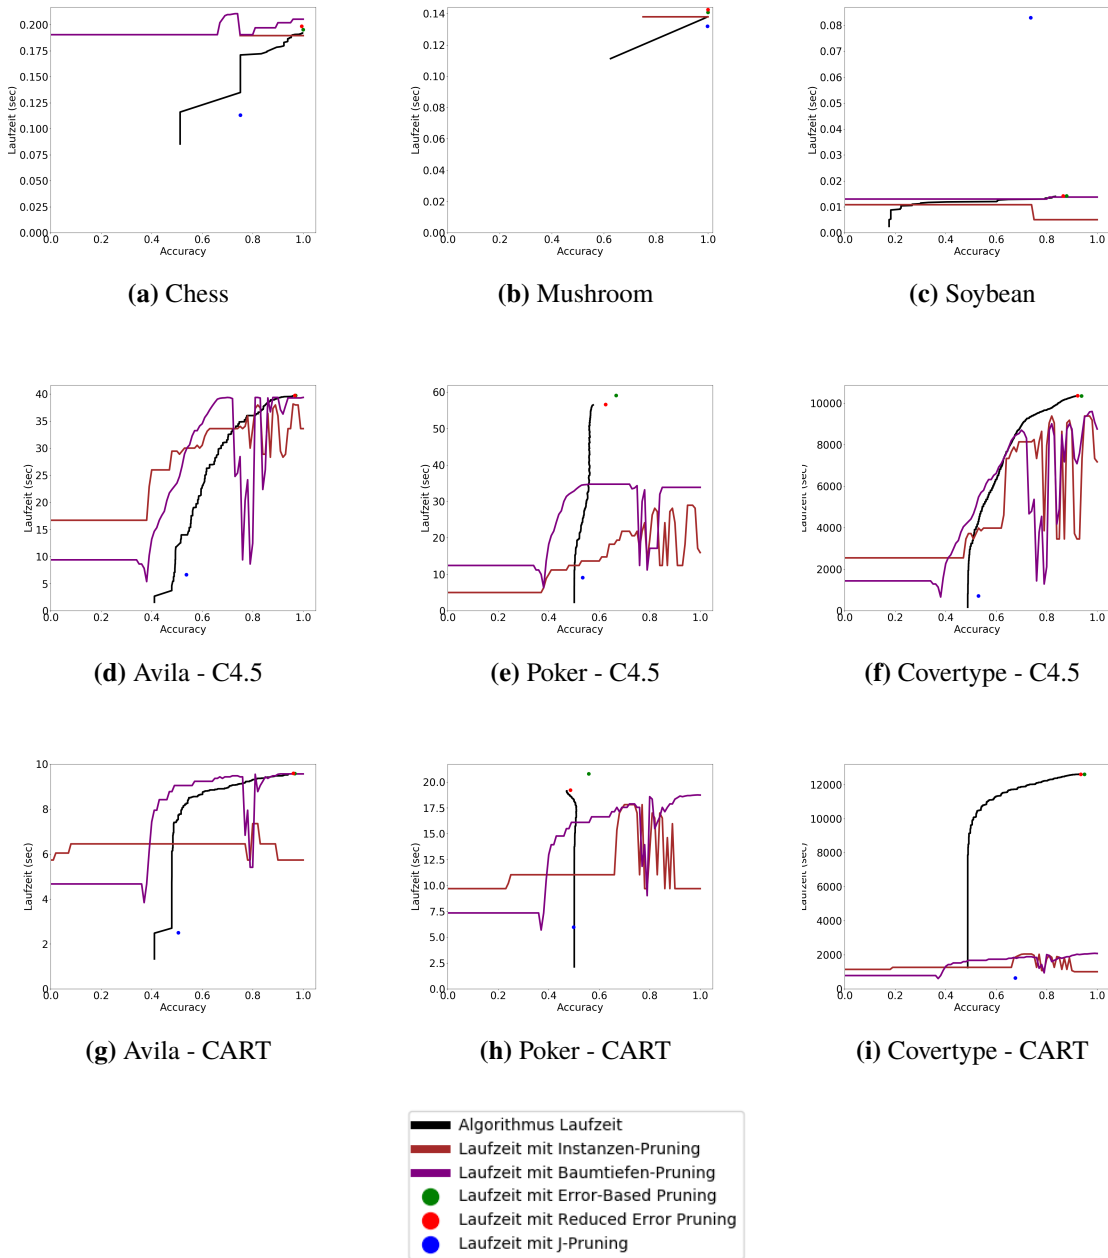 0.200
0.175
0.150
0.125
0.100
0.075
0.050
0.025
0.000
Laufzeit (sec)
0.0 0.2 0.4 0.6 0.8 1.0
Accuracy
(a) Chess
0.14
0.12
0.10
0.08
0.06
0.04
0.02
0.00
Laufzeit (sec)
0.0 0.2 0.4 0.6 0.8 1.0
Accuracy
(b) Mushroom
0.08
0.07
0.06
0.05
0.04
0.03
0.02
0.01
0.00
Laufzeit (sec)
0.0 0.2 0.4 0.6 0.8 1.0
Accuracy
(c) Soybean
40
35
30
25
20
15
10
5
0
Laufzeit (sec)
0.0 0.2 0.4 0.6 0.8 1.0
Accuracy
(d) Avila - C4.5
60
50
40
30
20
10
0
Laufzeit (sec)
0.0 0.2 0.4 0.6 0.8 1.0
Accuracy
(e) Poker - C4.5
10000
8000
6000
4000
2000
0
Laufzeit (sec)
0.0 0.2 0.4 0.6 0.8 1.0
Accuracy
(f) Covertype - C4.5
10
8
6
4
2
0
Laufzeit (sec)
0.0 0.2 0.4 0.6 0.8 1.0
Accuracy
(g) Avila - CART
20.0
17.5
15.0
12.5
10.0
7.5
5.0
2.5
0.0
Laufzeit (sec)
0.0 0.2 0.4 0.6 0.8 1.0
Accuracy
(h) Poker - CART
12000
10000
8000
6000
4000
2000
0
Laufzeit (sec)
0.0 0.2 0.4 0.6 0.8 1.0
Accuracy
(i) Covertype - CART
Algorithmus Laufzeit
Laufzeit mit Instanzen-Pruning
Laufzeit mit Baumtiefen-Pruning
Laufzeit mit Error-Based Pruning
Laufzeit mit Reduced Error Pruning
Laufzeit mit J-Pruning